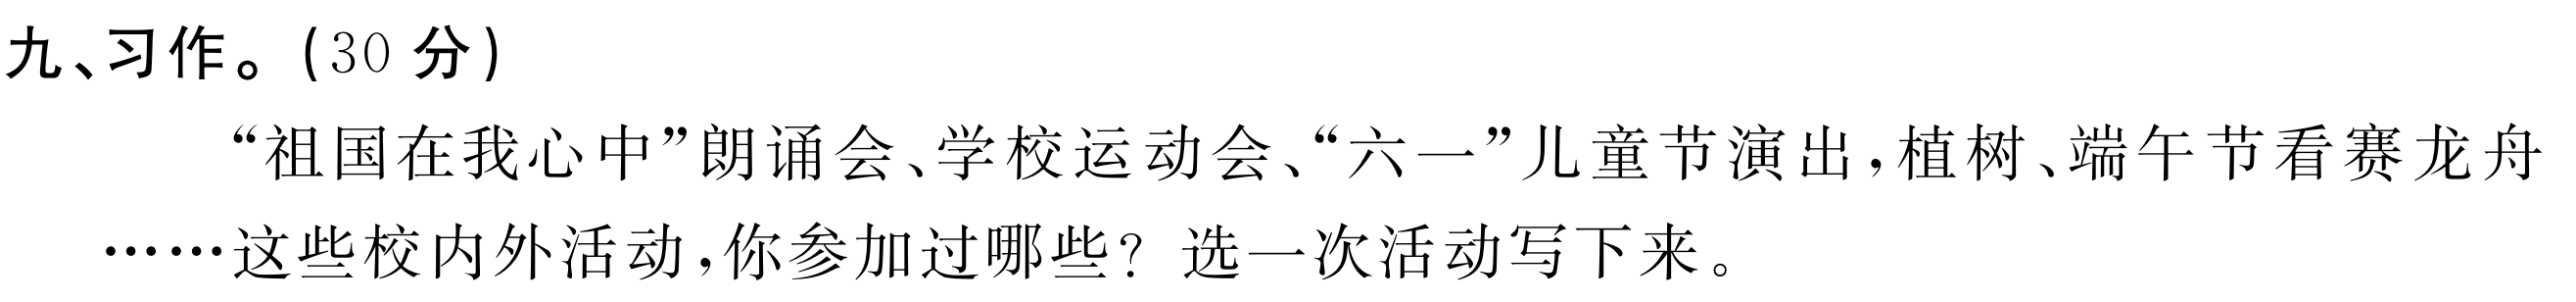 九、习作。(30 分)
“祖国在我心中”朗诵会、学校运动会、“六一”儿童节演出,植树、端午节看赛龙舟
……这些校内外活动,你参加过哪些？选一次活动写下来。